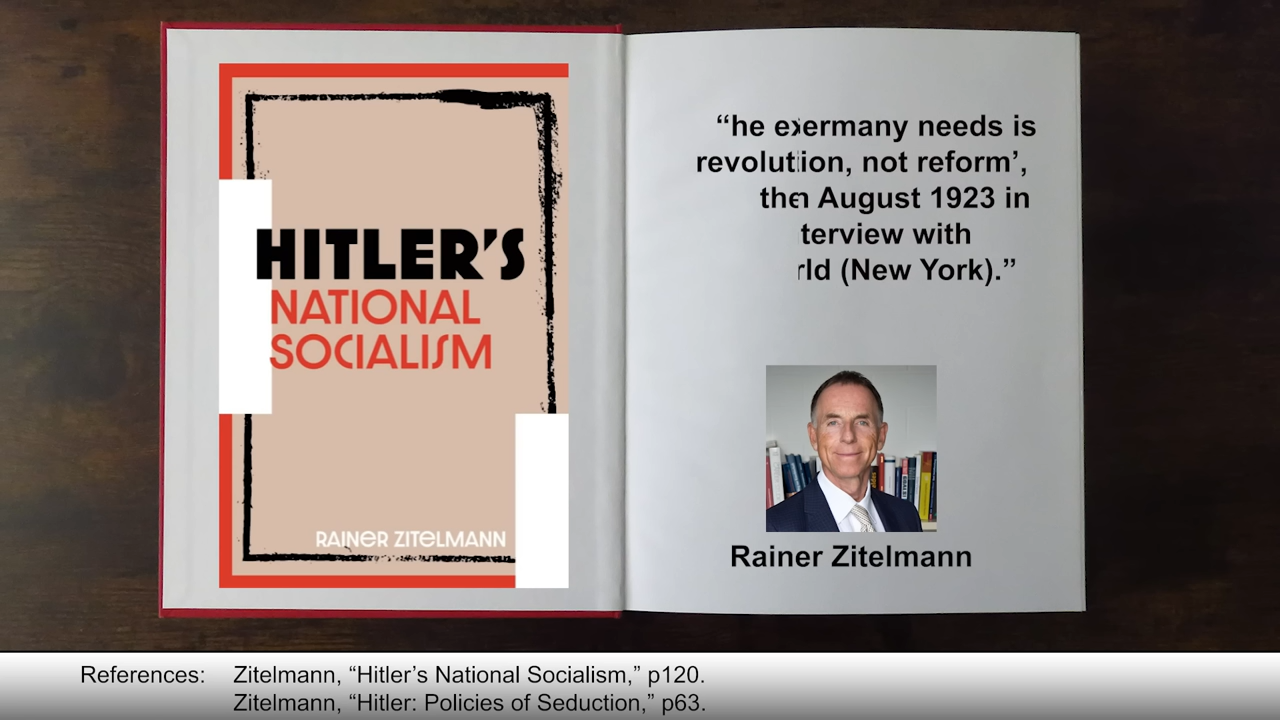 HITLER'S
NATIONAL
SOCIALISM
RAINER ZITELMANN
“he exermany needs is
revolution, not reform’,
then August 1923 in
terview with
rld (New York).”
Rainer Zitelmann
References: Zitelmann, “Hitler’s National Socialism,” p120.
Zitelmann, “Hitler: Policies of Seduction,” p63.